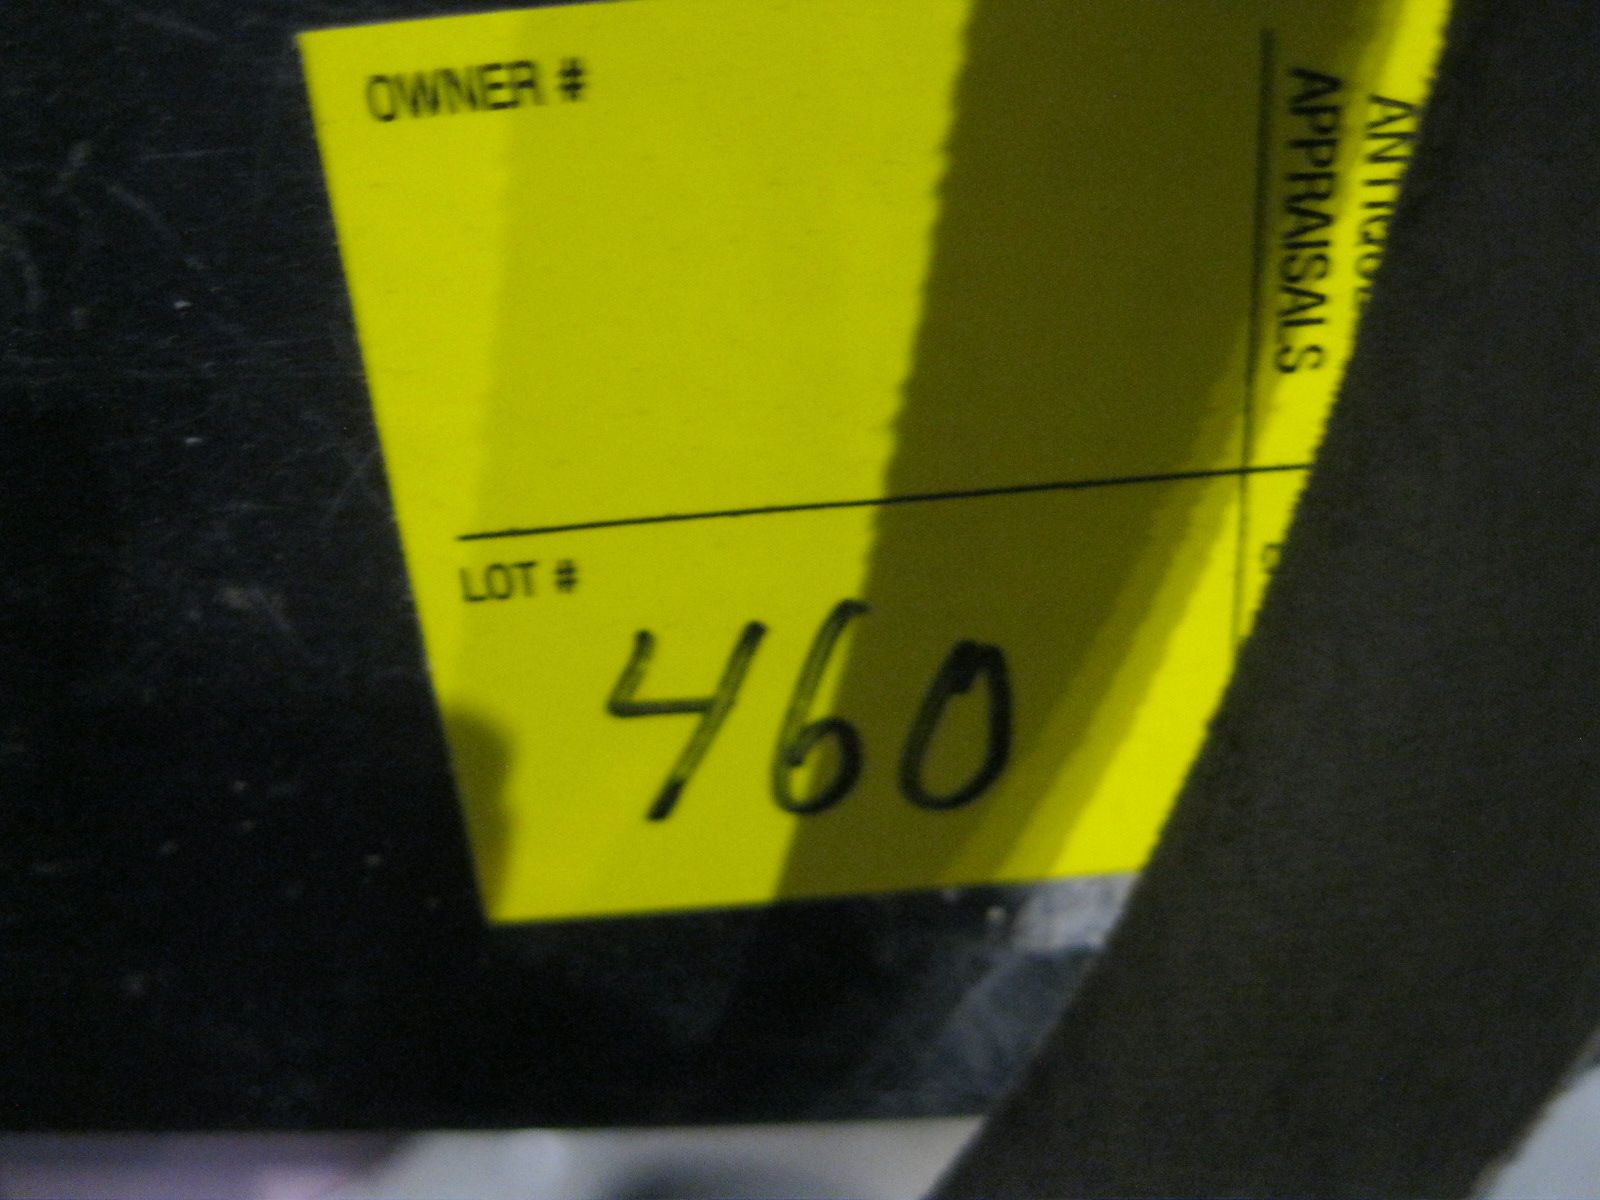 OWNER #
LOT #
460
APPRAISALS